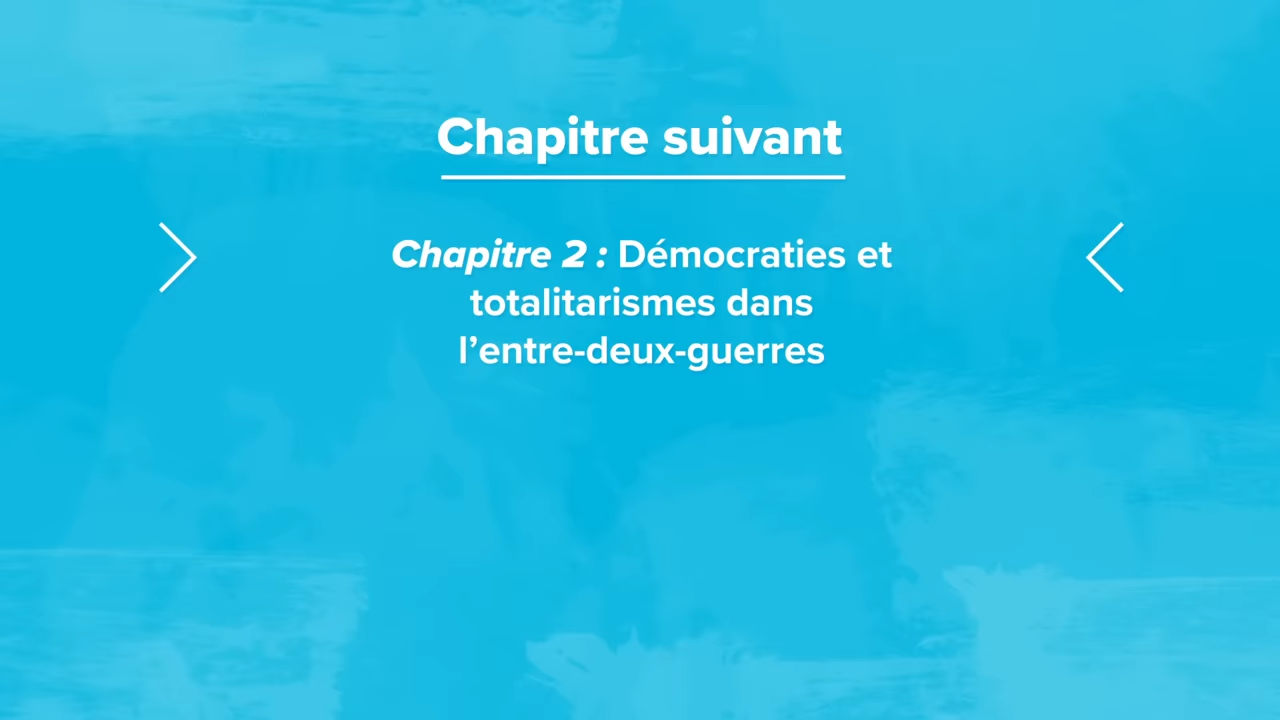 Chapitre suivant
Chapitre 2 : Démocraties et
totalitarismes dans
l’entre-deux-guerres